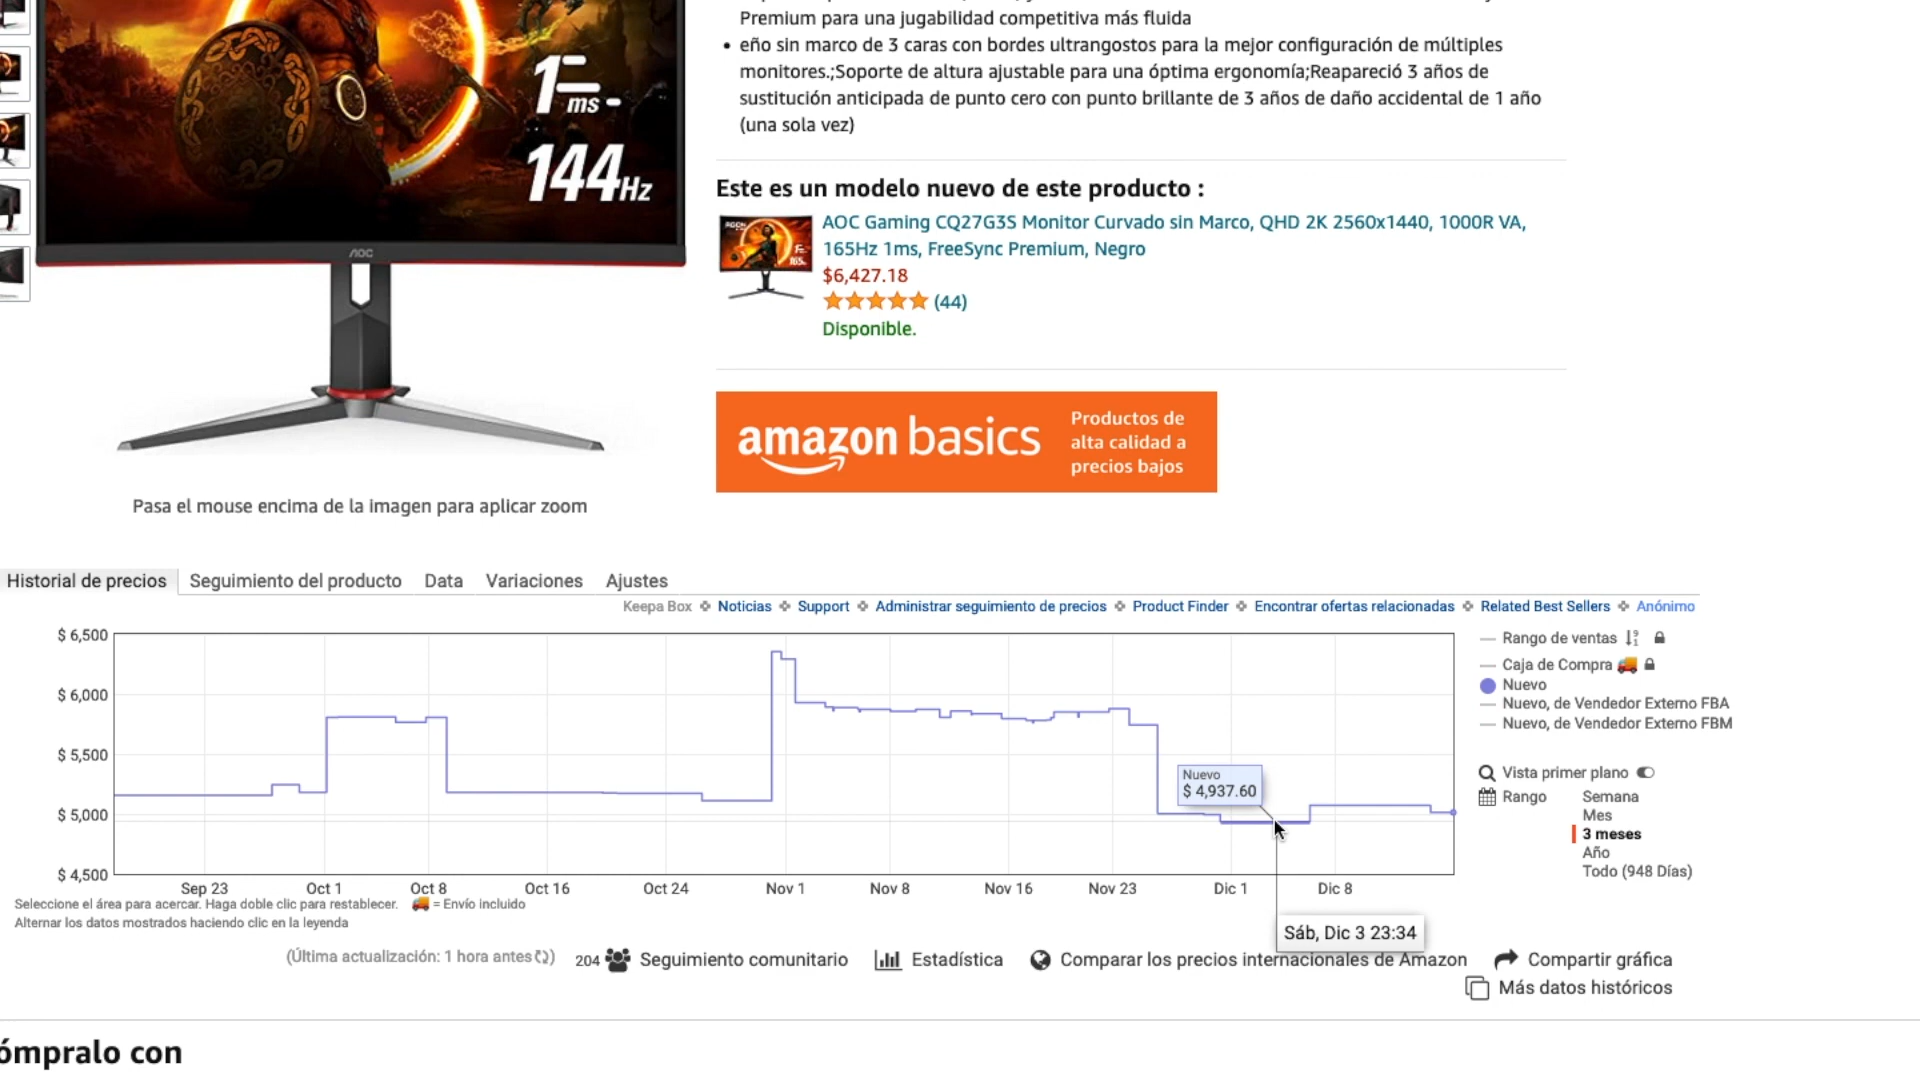 Premium para una jugabilidad competitiva más fluida
• eño sin marco de 3 caras con bordes ultrangostos para la mejor configuración de múltiples
monitores.;Soporte de altura ajustable para una óptima ergonomía;Reapareció 3 años de
sustitución anticipada de punto cero con punto brillante de 3 años de daño accidental de 1 año
(una sola vez)
1ms
144Hz
AOC
Este es un modelo nuevo de este producto :
AOC Gaming CQ27G3S Monitor Curvado sin Marco, QHD 2K 2560x1440, 1000R VA,
165Hz 1ms, FreeSync Premium, Negro
$6,427.18
(44)
Disponible.
amazon basics
Productos de
alta calidad a
precios bajos
Pasa el mouse encima de la imagen para aplicar zoom
Historial de precios Seguimiento del producto Data Variaciones Ajustes
Keepa Box Noticias Support Administrar seguimiento de precios Product Finder Encontrar ofertas relacionadas Related Best Sellers Anónimo
$ 6,500
$ 6,000
$ 5,500
$ 5,000
$ 4,500
Nuevo
$ 4,937.60
Sep 23 Oct 1 Oct 8 Oct 16 Oct 24 Nov 1 Nov 8 Nov 16 Nov 23 Dic 1 Dic 8
Sáb, Dic 3 23:34
Rango de ventas
Caja de Compra
Nuevo
Nuevo, de Vendedor Externo FBA
Nuevo, de Vendedor Externo FBM
Vista primer plano
Rango
Semana
Mes
3 meses
Año
Todo (948 Días)
Seleccione el área para acercar. Haga doble clic para restablecer. = Envío incluido
Alternar los datos mostrados haciendo clic en la leyenda
(Última actualización: 1 hora antes) 204 Seguimiento comunitario Estadística Comparar los precios internacionales de Amazon Compartir gráfica
Más datos históricos
ómpralo con